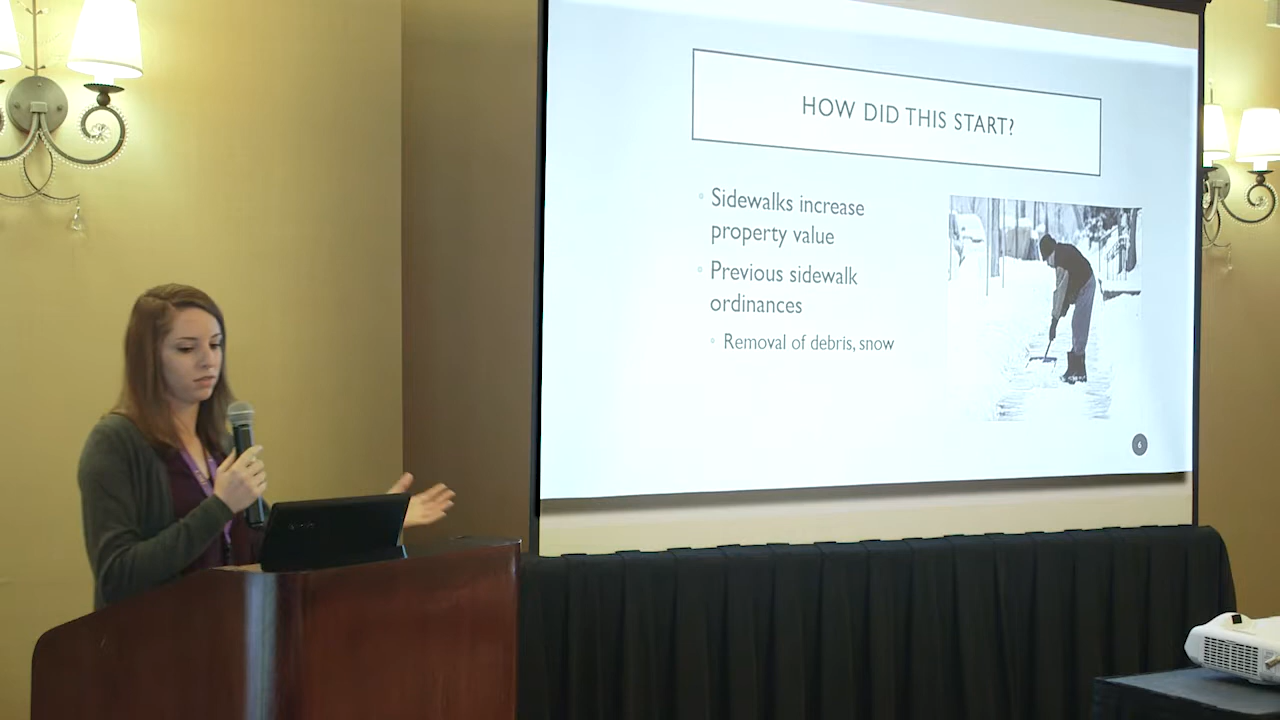 HOW DID THIS START?
Sidewalks increase
property value
Previous sidewalk
ordinances
Removal of debris, snow
6